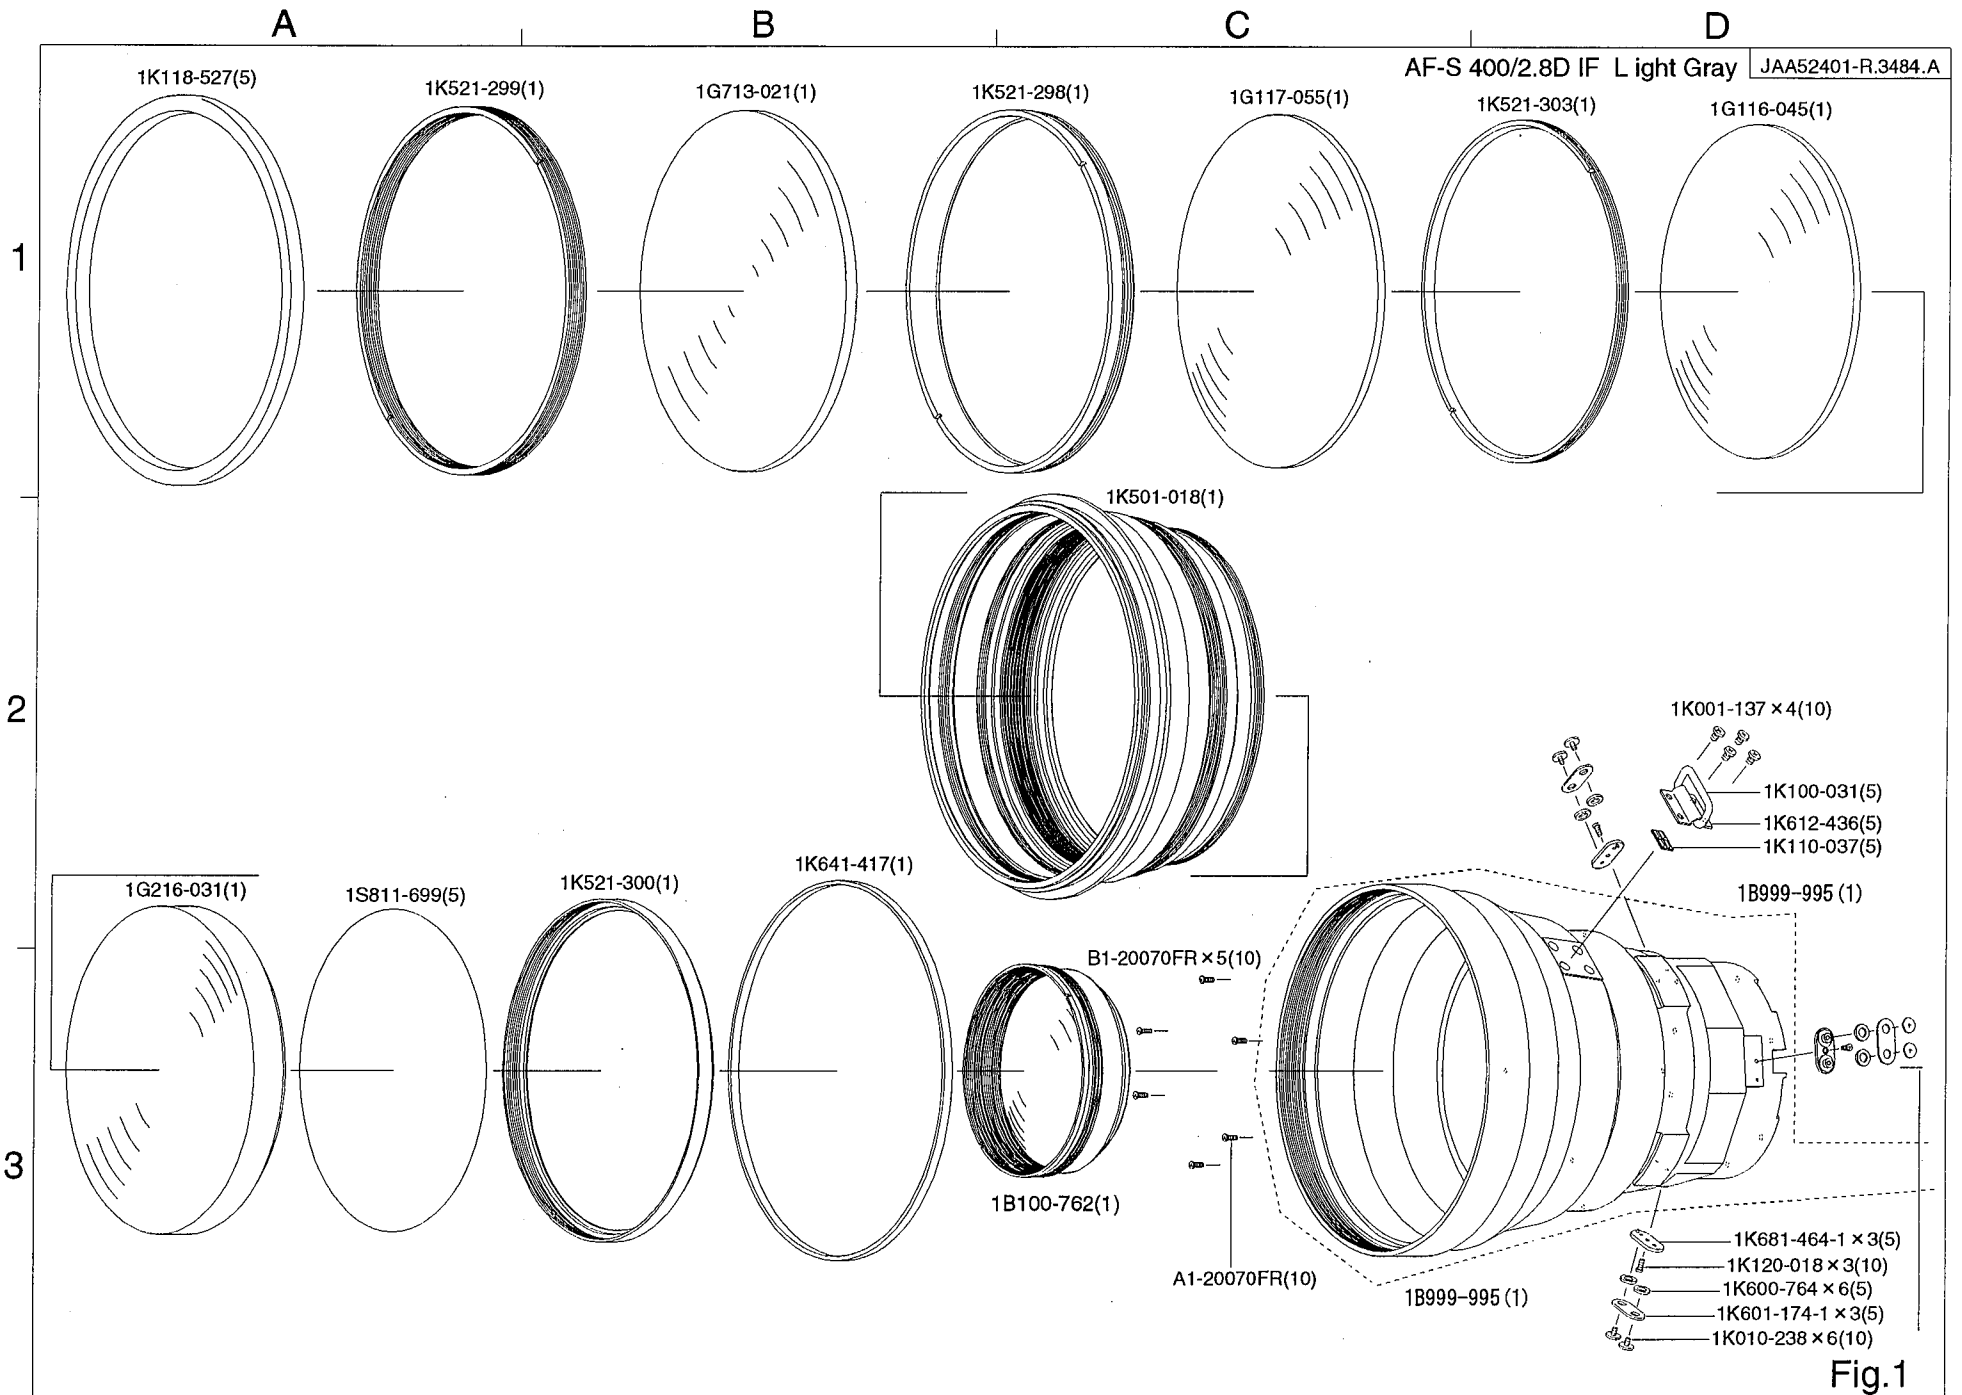 A B C D
AF-S 400/2.8D IF L ight Gray JAA52401-R.3484.A
1K118-527(5)
1K521-299(1)
1G713-021(1)
1K521-298(1)
1G117-055(1)
1K521-303(1)
1G116-045(1)
1
1K501-018(1)
2
1K001-137×4(10)
1K100-031(5)
1K612-436(5)
1K110-037(5)
1G216-031(1)
1S811-699(5)
1K521-300(1)
1K641-417(1)
1B999-995(1)
B1-20070FR×5(10)
3
1B100-762(1)
A1-20070FR(10)
1B999-995(1)
1K681-464-1×3(5)
1K120-018×3(10)
1K600-764×6(5)
1K601-174-1×3(5)
1K010-238×6(10)
Fig.1